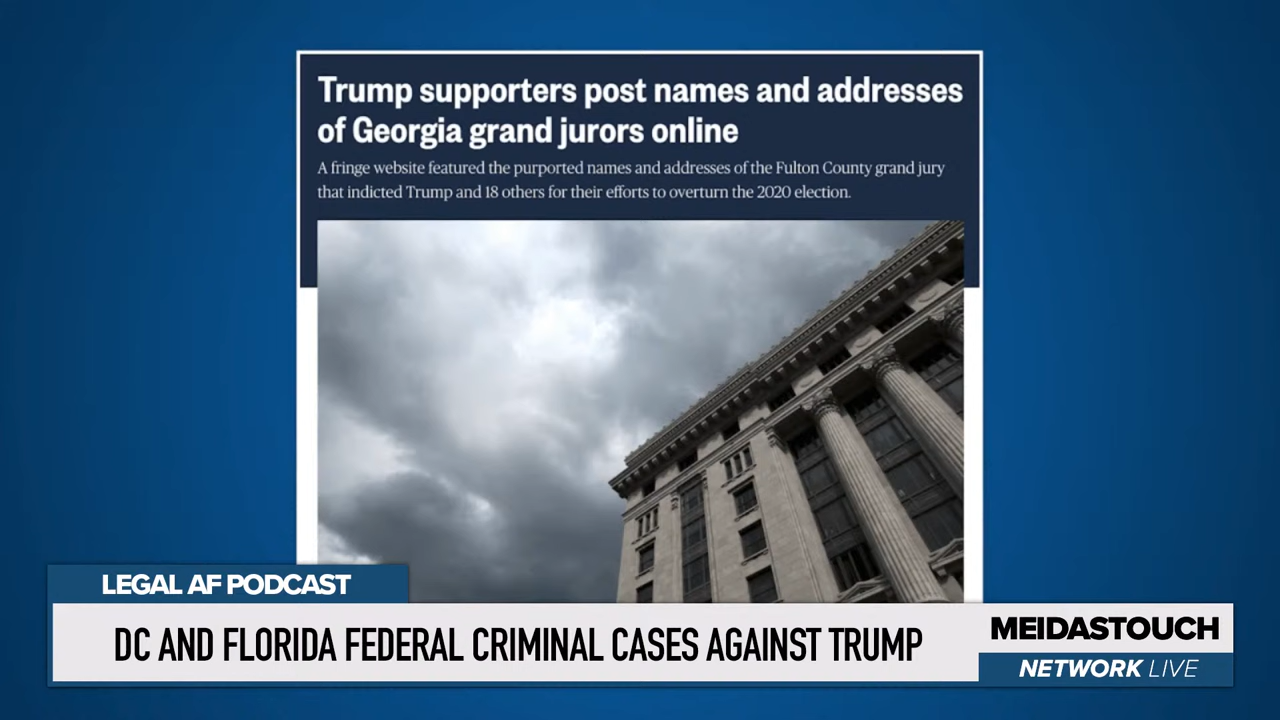 Trump supporters post names and addresses
of Georgia grand jurors online
A fringe website featured the purported names and addresses of the Fulton County grand jury
that indicted Trump and 18 others for their efforts to overturn the 2020 election.
LEGAL AF PODCAST
DC AND FLORIDA FEDERAL CRIMINAL CASES AGAINST TRUMP
MEIDASTOUCH
NETWORK LIVE